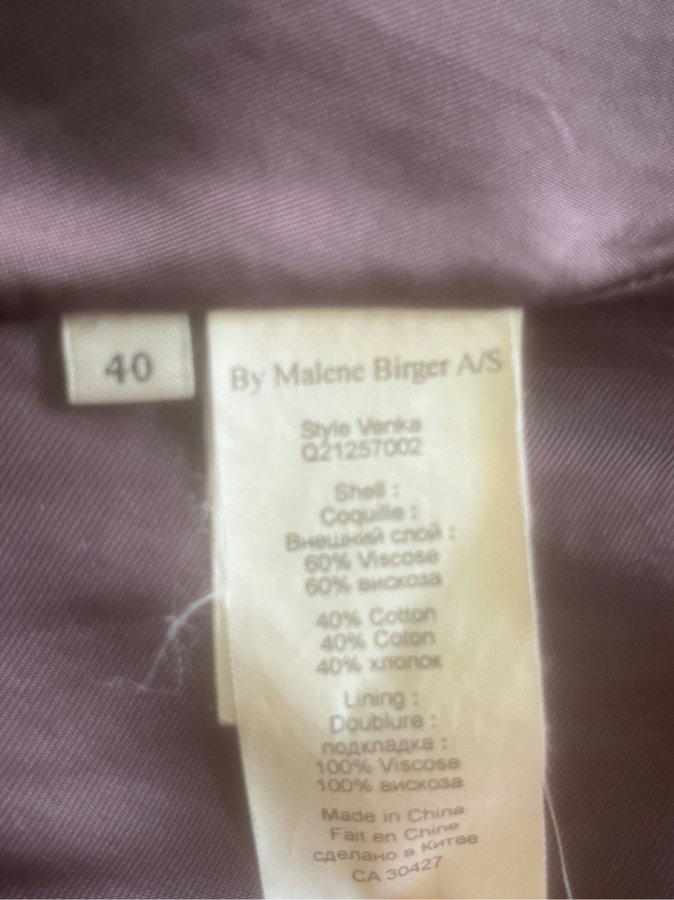 40
By Malene Birger A/S
Style Venka
Q21257002
Shell :
Coquille :
Внешний слой :
60% Viscose
60% вискоза
40% Cotton
40% Coton
40% хлопок
Lining :
Doublure :
подкладка :
100% Viscose
100% вискоза
Made in China
Fait en Chine
сделано в Китае
CA 30427